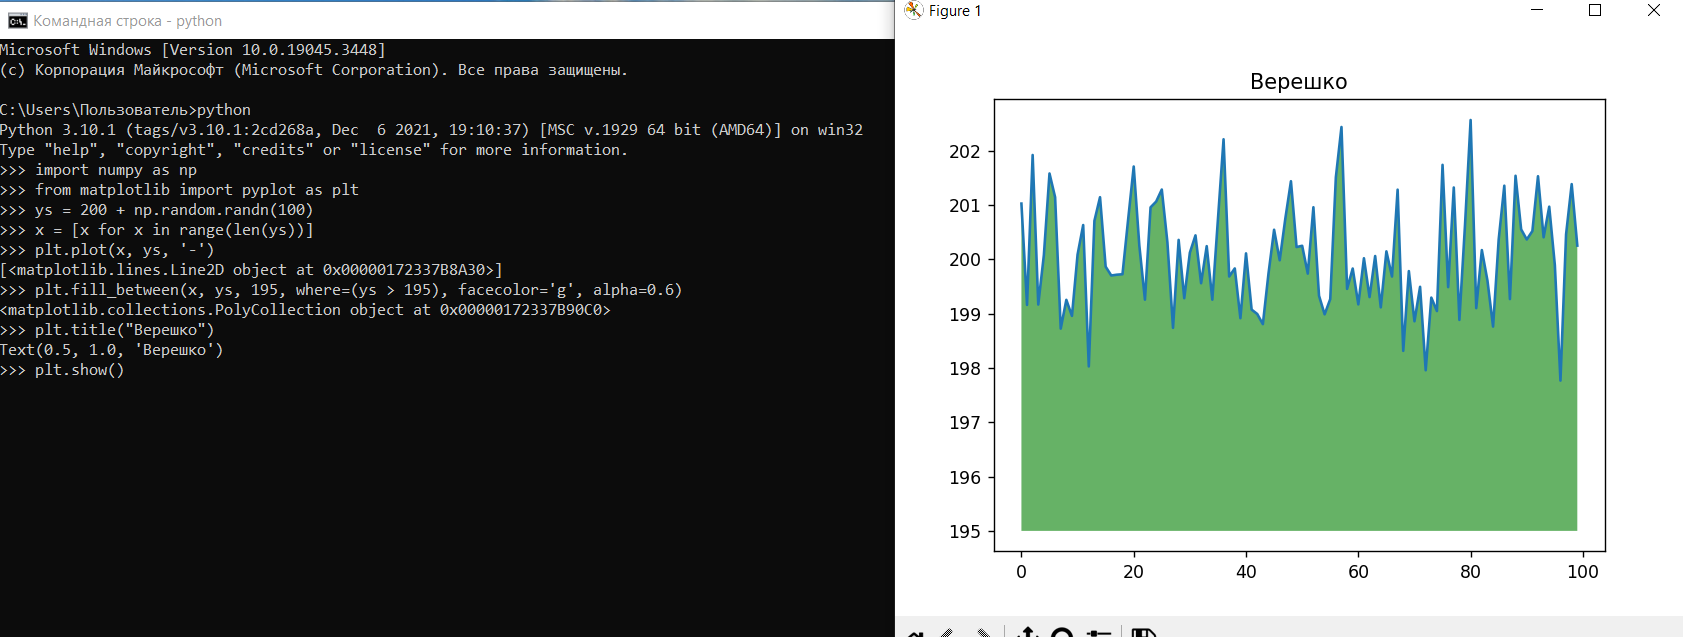 Командная строка - python
Microsoft Windows [Version 10.0.19045.3448]
(c) Корпорация Майкрософт (Microsoft Corporation). Все права защищены.
C:\Users\Пользователь>python
Python 3.10.1 (tags/v3.10.1:2cd268a, Dec  6 2021, 19:10:37) [MSC v.1929 64 bit (AMD64)] on win32
Type "help", "copyright", "credits" or "license" for more information.
>>> import numpy as np
>>> from matplotlib import pyplot as plt
>>> ys = 200 + np.random.randn(100)
>>> x = [x for x in range(len(ys))]
>>> plt.plot(x, ys, '-')
[<matplotlib.lines.Line2D object at 0x00000172337B8A30>]
>>> plt.fill_between(x, ys, 195, where=(ys > 195), facecolor='g', alpha=0.6)
<matplotlib.collections.PolyCollection object at 0x00000172337B90C0>
>>> plt.title("Верешко")
Text(0.5, 1.0, 'Верешко')
>>> plt.show()
Figure 1
Верешко
202
201
200
199
198
197
196
195
0 20 40 60 80 100